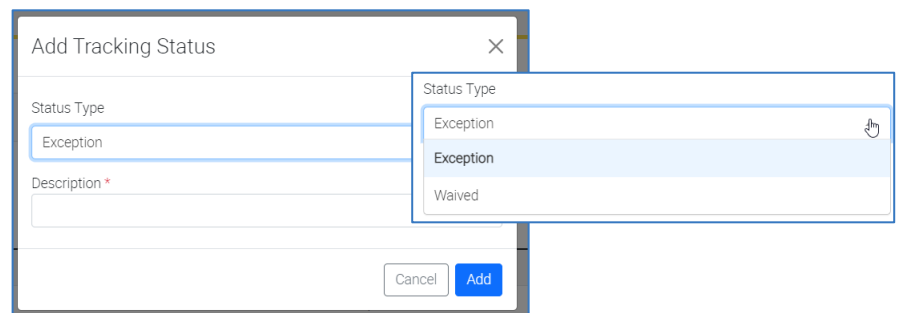 Add Tracking Status
Status Type
Exception
Description *
Cancel Add
Status Type
Exception
Exception
Waived